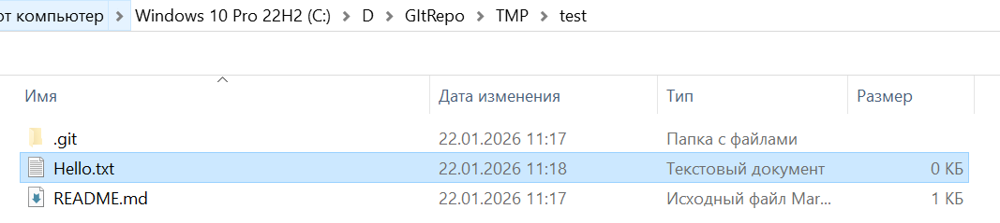 от компьютер > Windows 10 Pro 22H2 (C:) > D > GItRepo > TMP > test
Имя Дата изменения Тип Размер
.git 22.01.2026 11:17 Папка с файлами
Hello.txt 22.01.2026 11:18 Текстовый документ 0 КБ
README.md 22.01.2026 11:17 Исходный файл Mar... 1 КБ